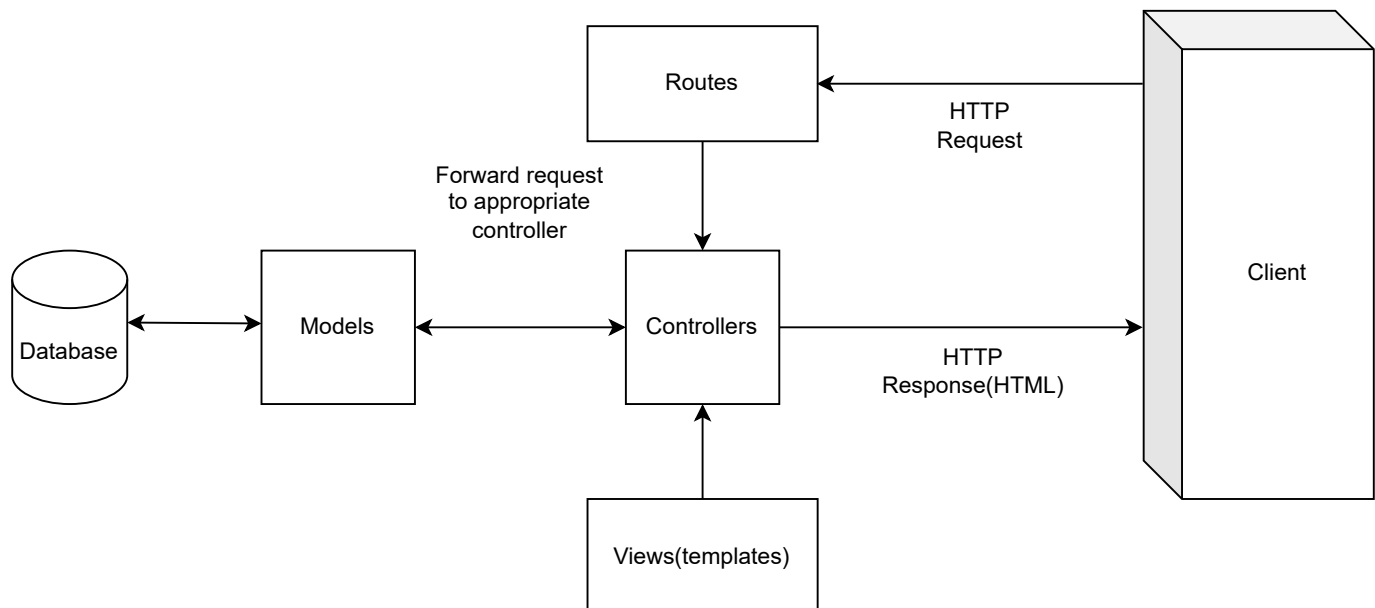 Routes
HTTP
Request
Forward request
to appropriate
controller
Client
Database
Models
Controllers
HTTP
Response(HTML)
Views(templates)